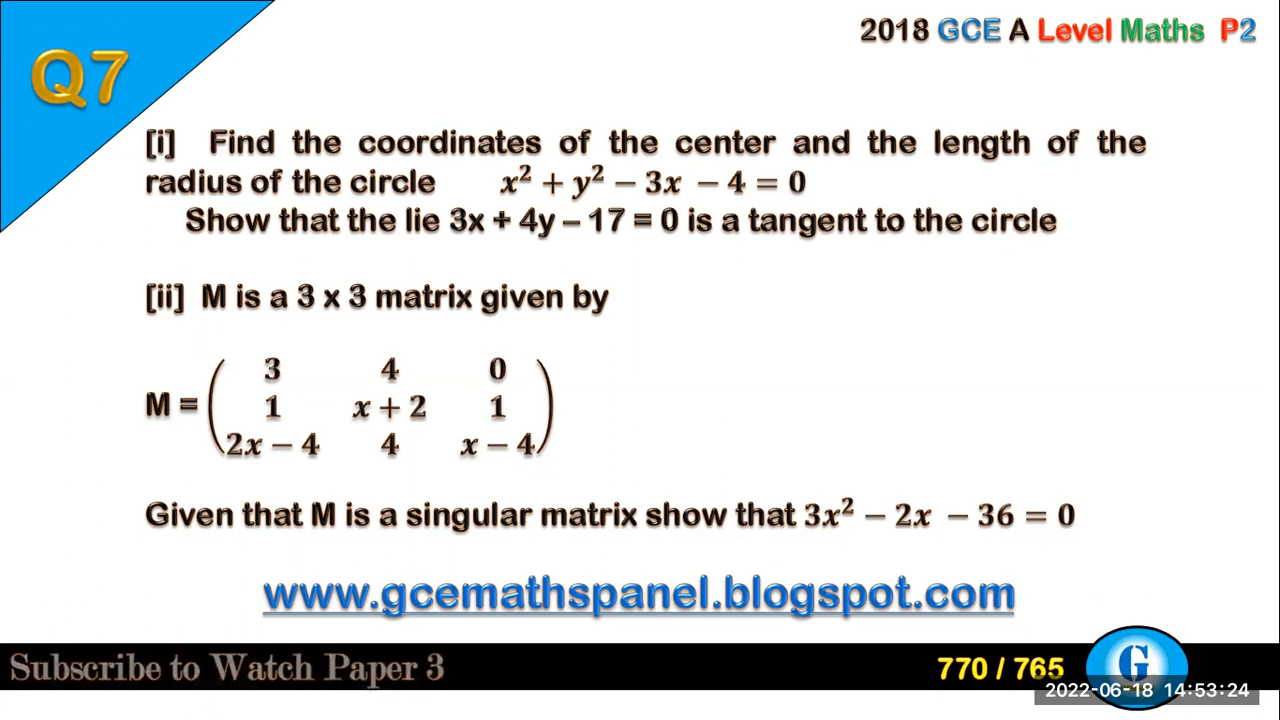 2018 GCE A Level Maths P2
Q7
[i] Find the coordinates of the center and the length of the
radius of the circle x² + y² − 3x − 4 = 0
Show that the lie 3x + 4y – 17 = 0 is a tangent to the circle
[ii] M is a 3 x 3 matrix given by
3 4 0
M = 1 x + 2 1
2x − 4 4 x − 4
Given that M is a singular matrix show that 3x² − 2x − 36 = 0
www.gcemathspanel.blogspot.com
Subscribe to Watch Paper 3
770 / 765
G
2022-06-18 14:53:24